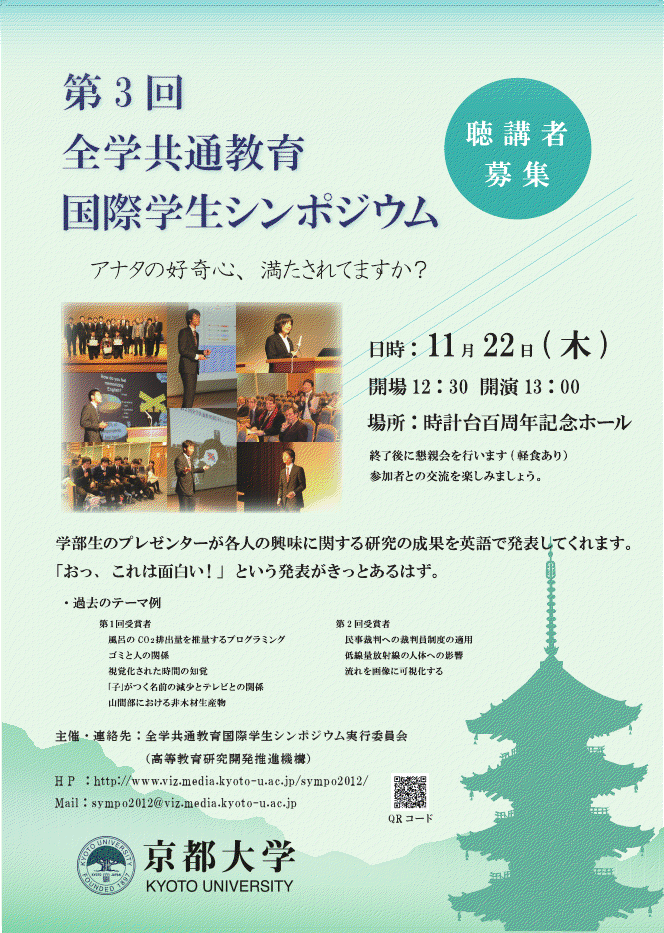 第3回
全学共通教育
国際学生シンポジウム
聴講者
募集
アナタの好奇心、満たされてますか？
日時：11月22日(木)
開場12：30 開演13：00
場所：時計台百周年記念ホール
終了後に懇親会を行います(軽食あり)
参加者との交流を楽しみましょう。
学部生のプレゼンターが各人の興味に関する研究の成果を英語で発表してくれます。
「おっ、これは面白い！」という発表がきっとあるはず。
・過去のテーマ例
第1回受賞者
風呂のCO₂排出量を推量するプログラミング
ゴミと人の関係
視覚化された時間の知覚
「子」がつく名前の減少とテレビとの関係
山間部における非木材生産物
第2回受賞者
民事裁判への裁判員制度の適用
低線量放射線の人体への影響
流れを画像に可視化する
主催・連絡先：全学共通教育国際学生シンポジウム実行委員会
（高等教育研究開発推進機構）
HP：http://www.viz.media.kyoto-u.ac.jp/sympo2012/
Mail：sympo2012@viz.media.kyoto-u.ac.jp
QRコード
KYOTO UNIVERSITY
FOUNDED 1897
京都大学
KYOTO UNIVERSITY